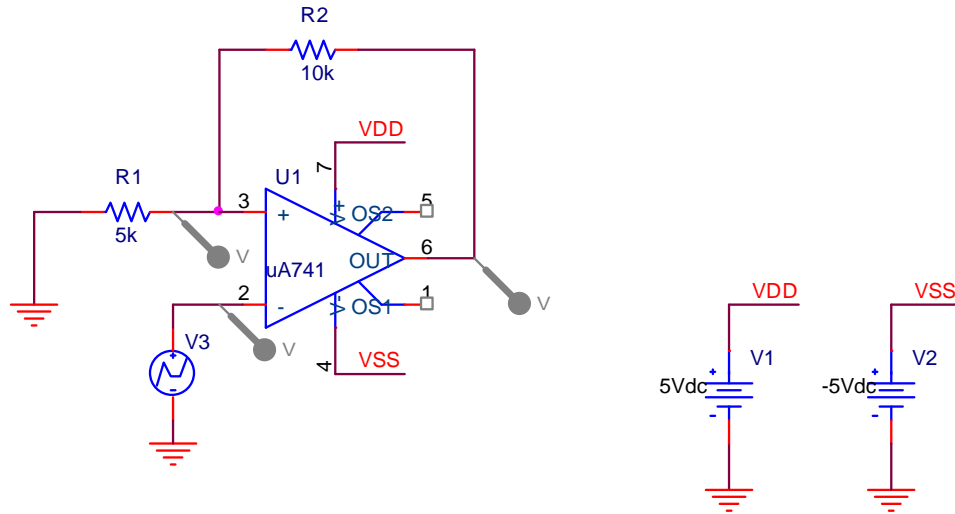 R2
10k
VDD
7
U1
R1
5k
3
+
V+
OS2
5
V
uA741
OUT
6
2
-
V-
OS1
1
V
V
V3
+
-
4
VSS
VDD
V1
5Vdc
+
-
VSS
V2
-5Vdc
+
-